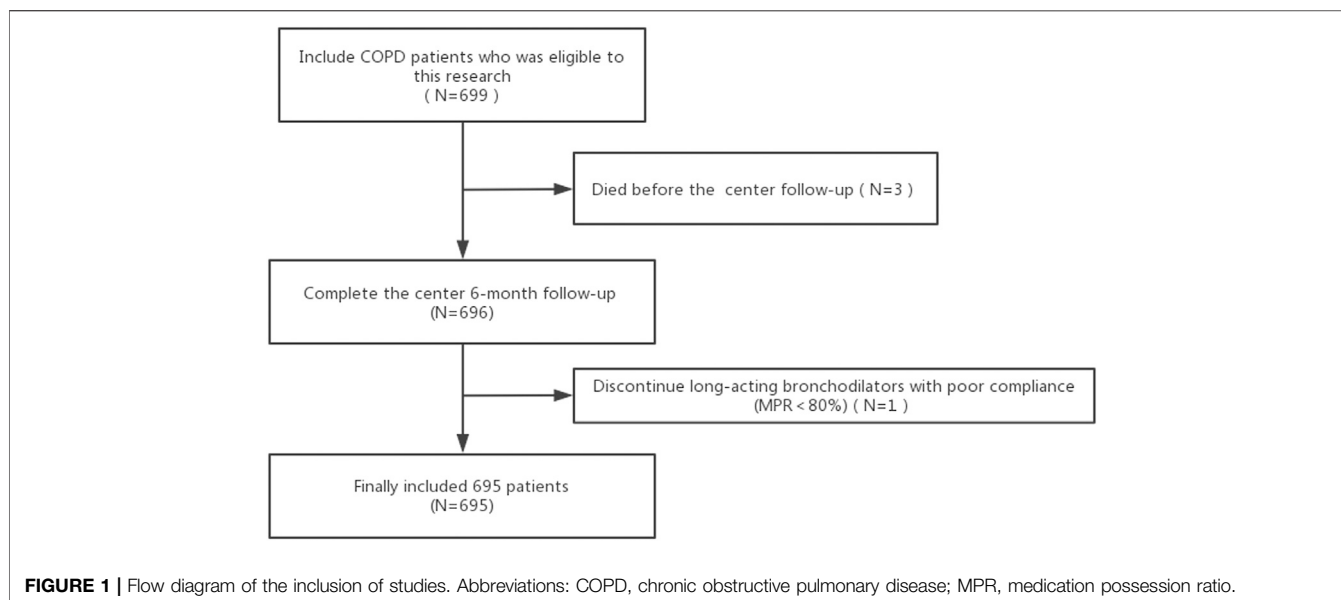 Include COPD patients who was eligible to
this research
( N=699 )
Died before the center follow-up ( N=3 )
Complete the center 6-month follow-up
(N=696)
Discontinue long-acting bronchodilators with poor compliance
(MPR<80%) ( N=1 )
Finally included 695 patients
(N=695)
FIGURE 1 | Flow diagram of the inclusion of studies. Abbreviations: COPD, chronic obstructive pulmonary disease; MPR, medication possession ratio.